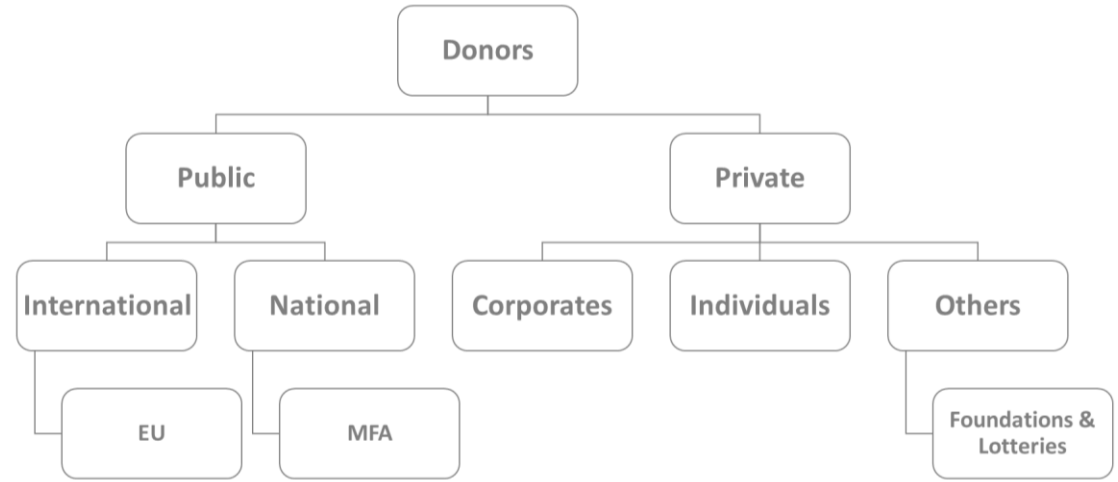 Donors
Public
Private
International
National
Corporates
Individuals
Others
EU
MFA
Foundations &
Lotteries